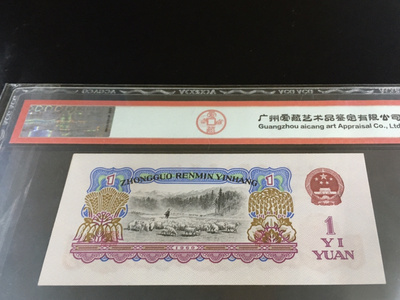 广州爱藏艺术品鉴定有限公司
Guangzhou aicang art Appraisal Co., Ltd
ZHONGGUO RENMIN YINHANG
1
1
1960
1
YI
YUAN